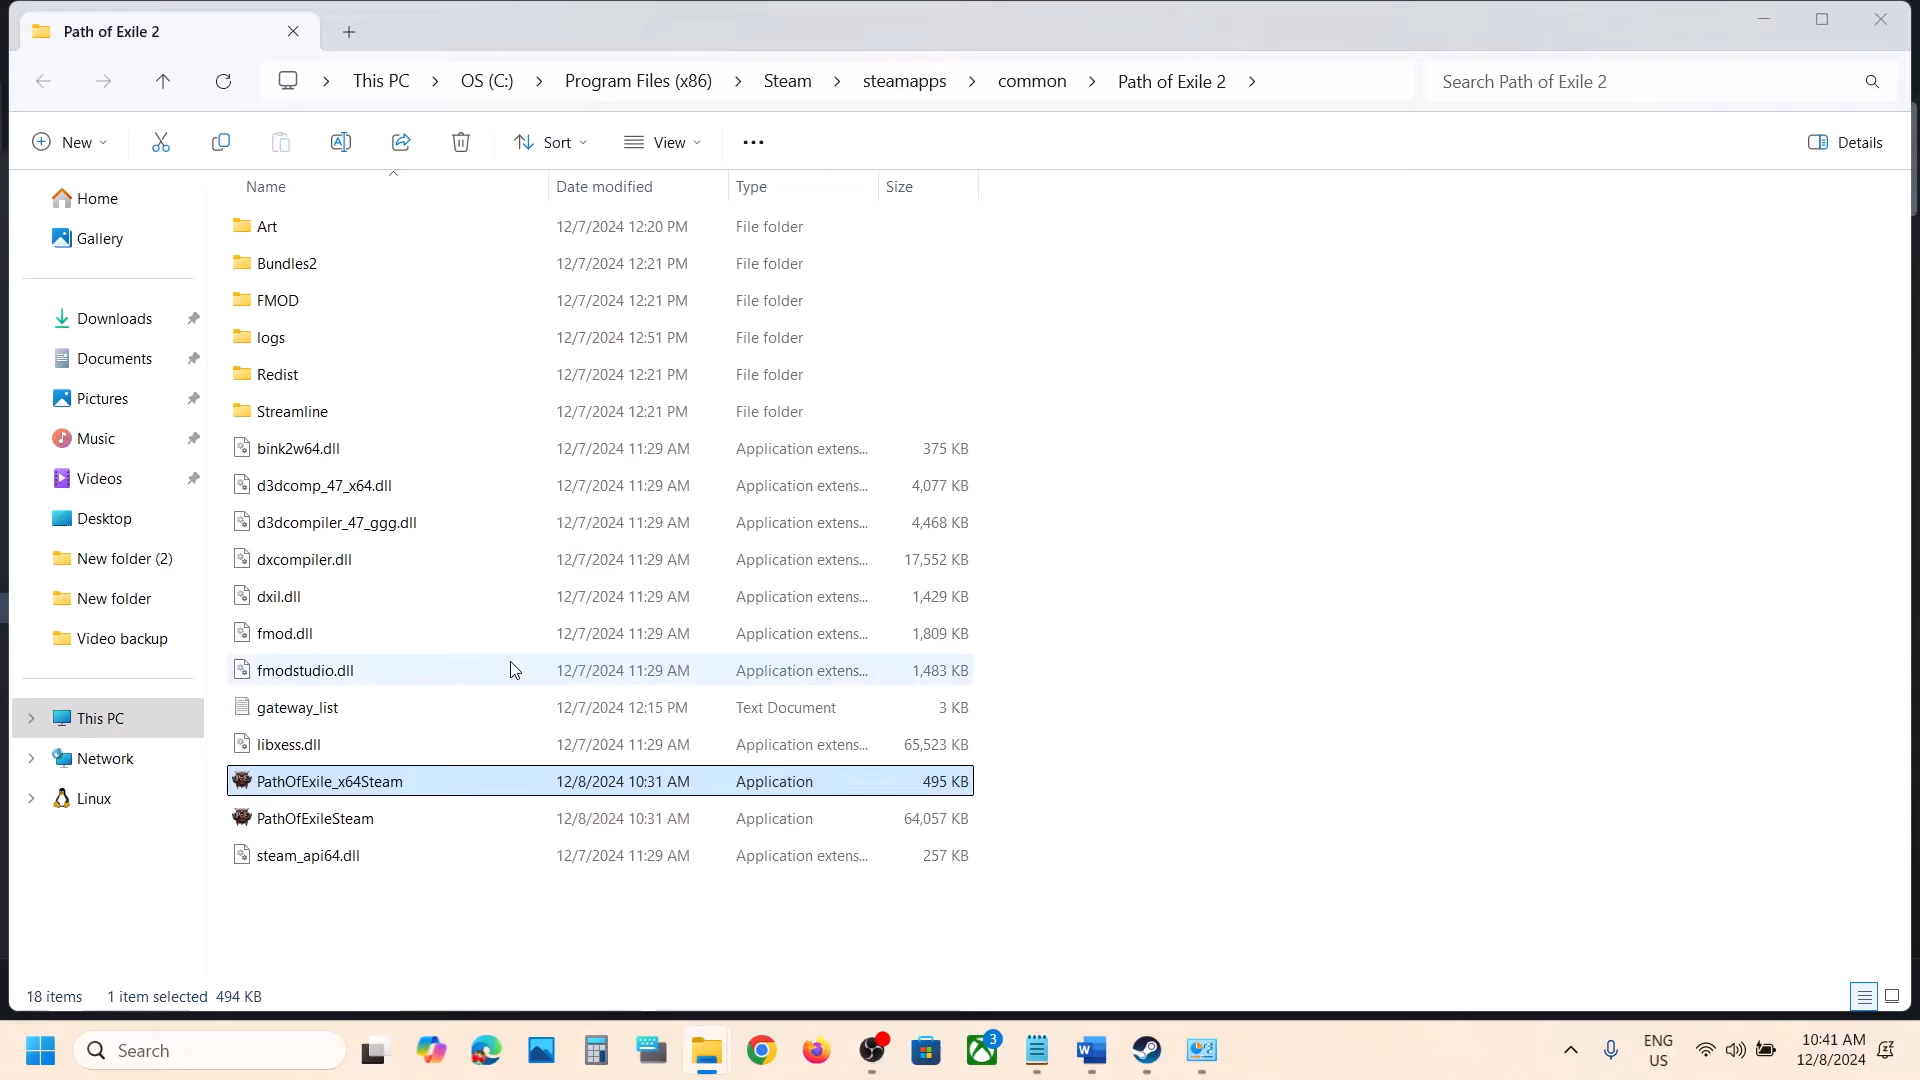 Path of Exile 2
This PC > OS (C:) > Program Files (x86) > Steam > steamapps > common > Path of Exile 2 >
Search Path of Exile 2
New
Sort
View
Details
Name Date modified Type Size
Home
Gallery
Downloads
Documents
Pictures
Music
Videos
Desktop
New folder (2)
New folder
Video backup
This PC
Network
Linux
Art 12/7/2024 12:20 PM File folder
Bundles2 12/7/2024 12:21 PM File folder
FMOD 12/7/2024 12:21 PM File folder
logs 12/7/2024 12:51 PM File folder
Redist 12/7/2024 12:21 PM File folder
Streamline 12/7/2024 12:21 PM File folder
bink2w64.dll 12/7/2024 11:29 AM Application extens... 375 KB
d3dcomp_47_x64.dll 12/7/2024 11:29 AM Application extens... 4,077 KB
d3dcompiler_47_ggg.dll 12/7/2024 11:29 AM Application extens... 4,468 KB
dxcompiler.dll 12/7/2024 11:29 AM Application extens... 17,552 KB
dxil.dll 12/7/2024 11:29 AM Application extens... 1,429 KB
fmod.dll 12/7/2024 11:29 AM Application extens... 1,809 KB
fmodstudio.dll 12/7/2024 11:29 AM Application extens... 1,483 KB
gateway_list 12/7/2024 12:15 PM Text Document 3 KB
libxess.dll 12/7/2024 11:29 AM Application extens... 65,523 KB
PathOfExile_x64Steam 12/8/2024 10:31 AM Application 495 KB
PathOfExileSteam 12/8/2024 10:31 AM Application 64,057 KB
steam_api64.dll 12/7/2024 11:29 AM Application extens... 257 KB
18 items 1 item selected 494 KB
Search
3
ENG
US
10:41 AM
12/8/2024